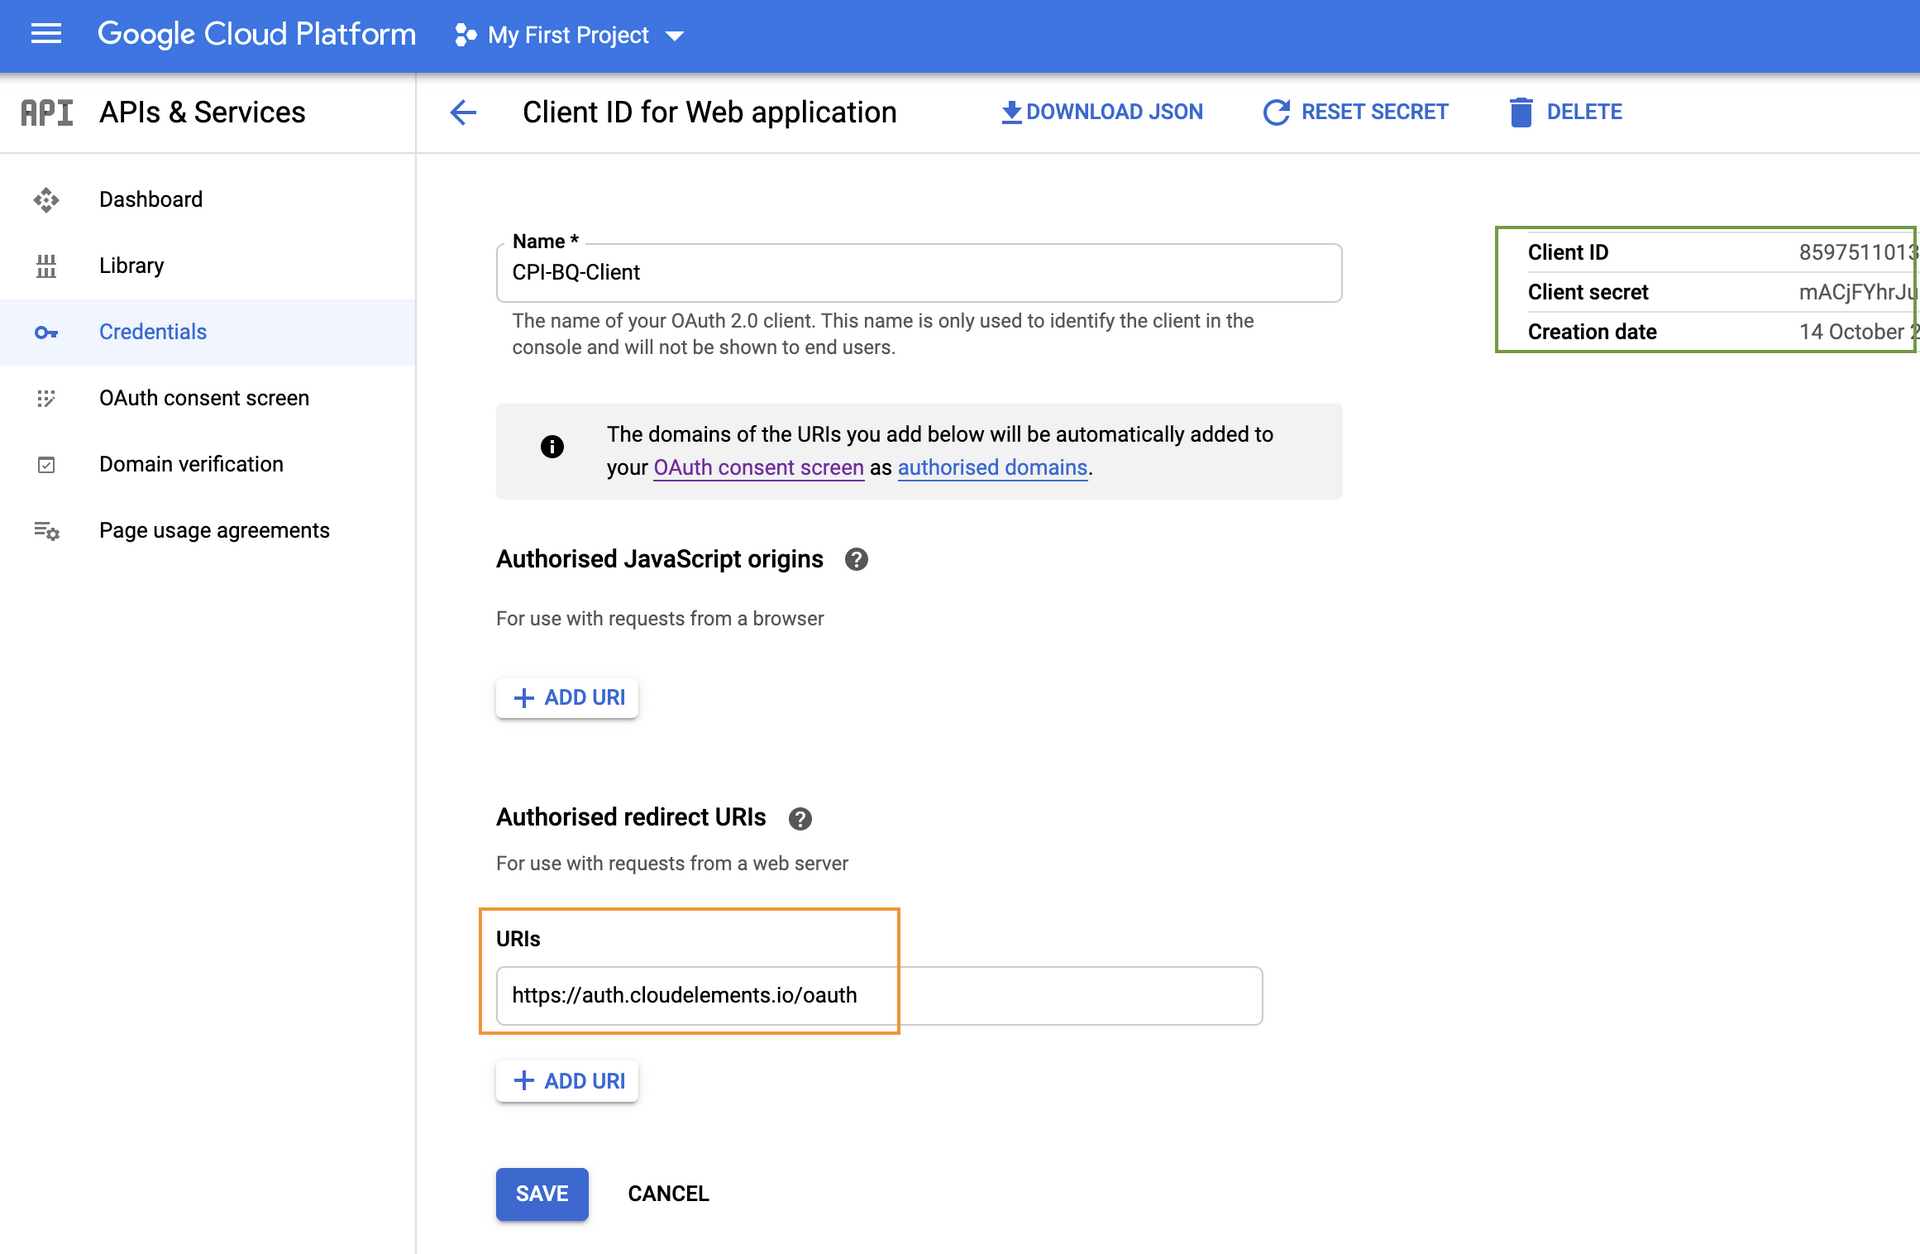 Google Cloud Platform My First Project
API APIs & Services
Client ID for Web application DOWNLOAD JSON RESET SECRET DELETE
Dashboard
Library
Credentials
OAuth consent screen
Domain verification
Page usage agreements
Name *
CPI-BQ-Client
The name of your OAuth 2.0 client. This name is only used to identify the client in the
console and will not be shown to end users.
The domains of the URIs you add below will be automatically added to
your OAuth consent screen as authorised domains.
Authorised JavaScript origins
For use with requests from a browser
ADD URI
Authorised redirect URIs
For use with requests from a web server
URIs
https://auth.cloudelements.io/oauth
ADD URI
SAVE CANCEL
Client ID 8597511013
Client secret mACjFYhrJu
Creation date 14 October 2